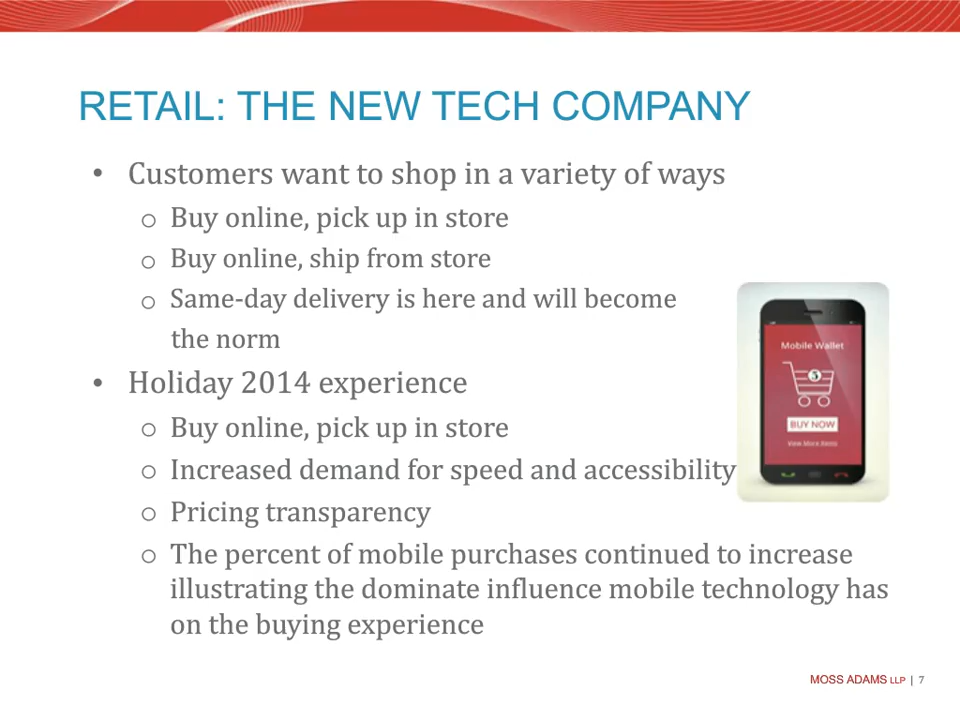 RETAIL: THE NEW TECH COMPANY
• Customers want to shop in a variety of ways
o Buy online, pick up in store
o Buy online, ship from store
o Same-day delivery is here and will become
the norm
• Holiday 2014 experience
o Buy online, pick up in store
o Increased demand for speed and accessibility
o Pricing transparency
o The percent of mobile purchases continued to increase
illustrating the dominate influence mobile technology has
on the buying experience
Mobile Wallet
5
BUY NOW
View More Items
MOSS ADAMS LLP | 7